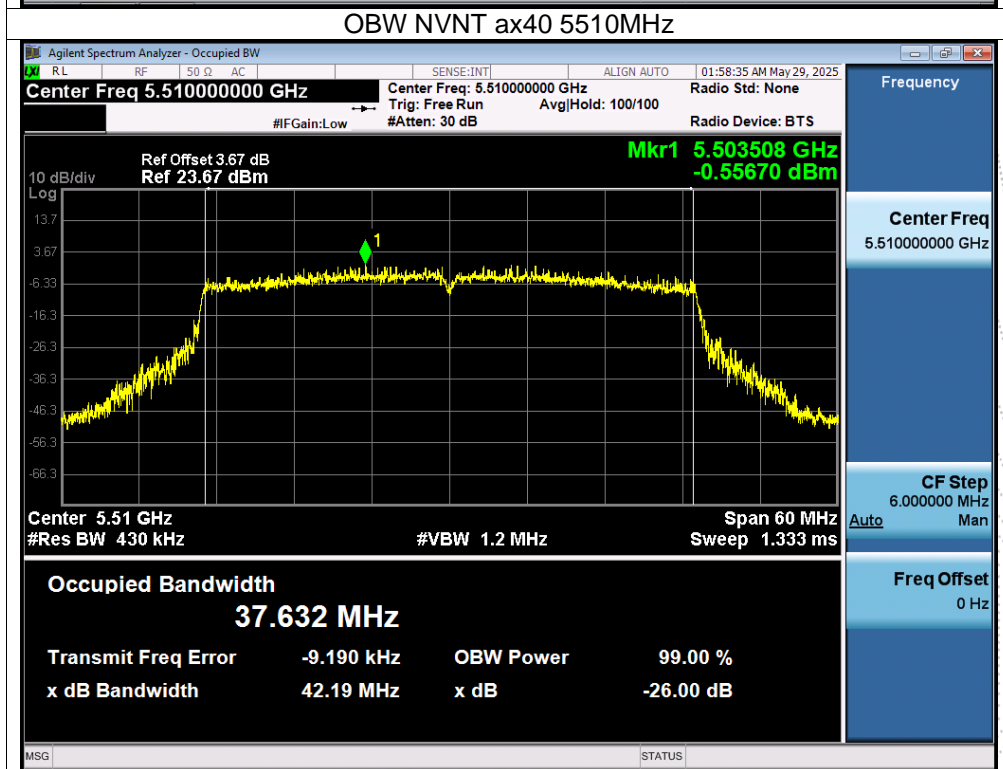 OBW NVNT ax40 5510MHz
Agilent Spectrum Analyzer - Occupied BW
LXI RL RF 50 Ω AC SENSE:INT ALIGN AUTO 01:58:35 AM May 29, 2025
Center Freq 5.510000000 GHz
Center Freq: 5.510000000 GHz Radio Std: None
Trig: Free Run Avg|Hold: 100/100
#IFGain:Low #Atten: 30 dB Radio Device: BTS
Mkr1 5.503508 GHz
-0.55670 dBm
Ref Offset 3.67 dB
10 dB/div Ref 23.67 dBm
Log
13.7
3.67
-6.33
-16.3
-26.3
-36.3
-46.3
-56.3
-66.3
1
Center 5.51 GHz Span 60 MHz
#Res BW 430 kHz #VBW 1.2 MHz Sweep 1.333 ms
Occupied Bandwidth
37.632 MHz
Transmit Freq Error -9.190 kHz OBW Power 99.00 %
x dB Bandwidth 42.19 MHz x dB -26.00 dB
MSG STATUS
Frequency
Center Freq
5.510000000 GHz
CF Step
6.000000 MHz
Auto Man
Freq Offset
0 Hz